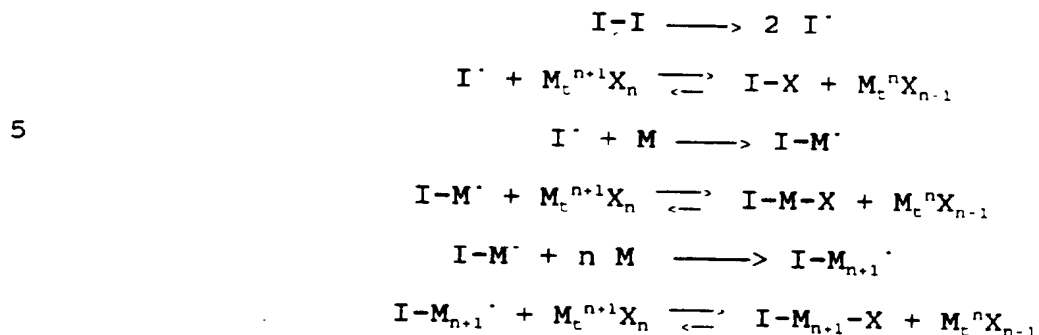 I-I ⟶ 2 I˙
I˙ + Mₜⁿ⁺¹Xₙ ⇌ I-X + MₜⁿXₙ₋₁
5
I˙ + M ⟶ I-M˙
I-M˙ + Mₜⁿ⁺¹Xₙ ⇌ I-M-X + MₜⁿXₙ₋₁
I-M˙ + n M ⟶ I-Mₙ₊₁˙
I-Mₙ₊₁˙ + Mₜⁿ⁺¹Xₙ ⇌ I-Mₙ₊₁-X + MₜⁿXₙ₋₁